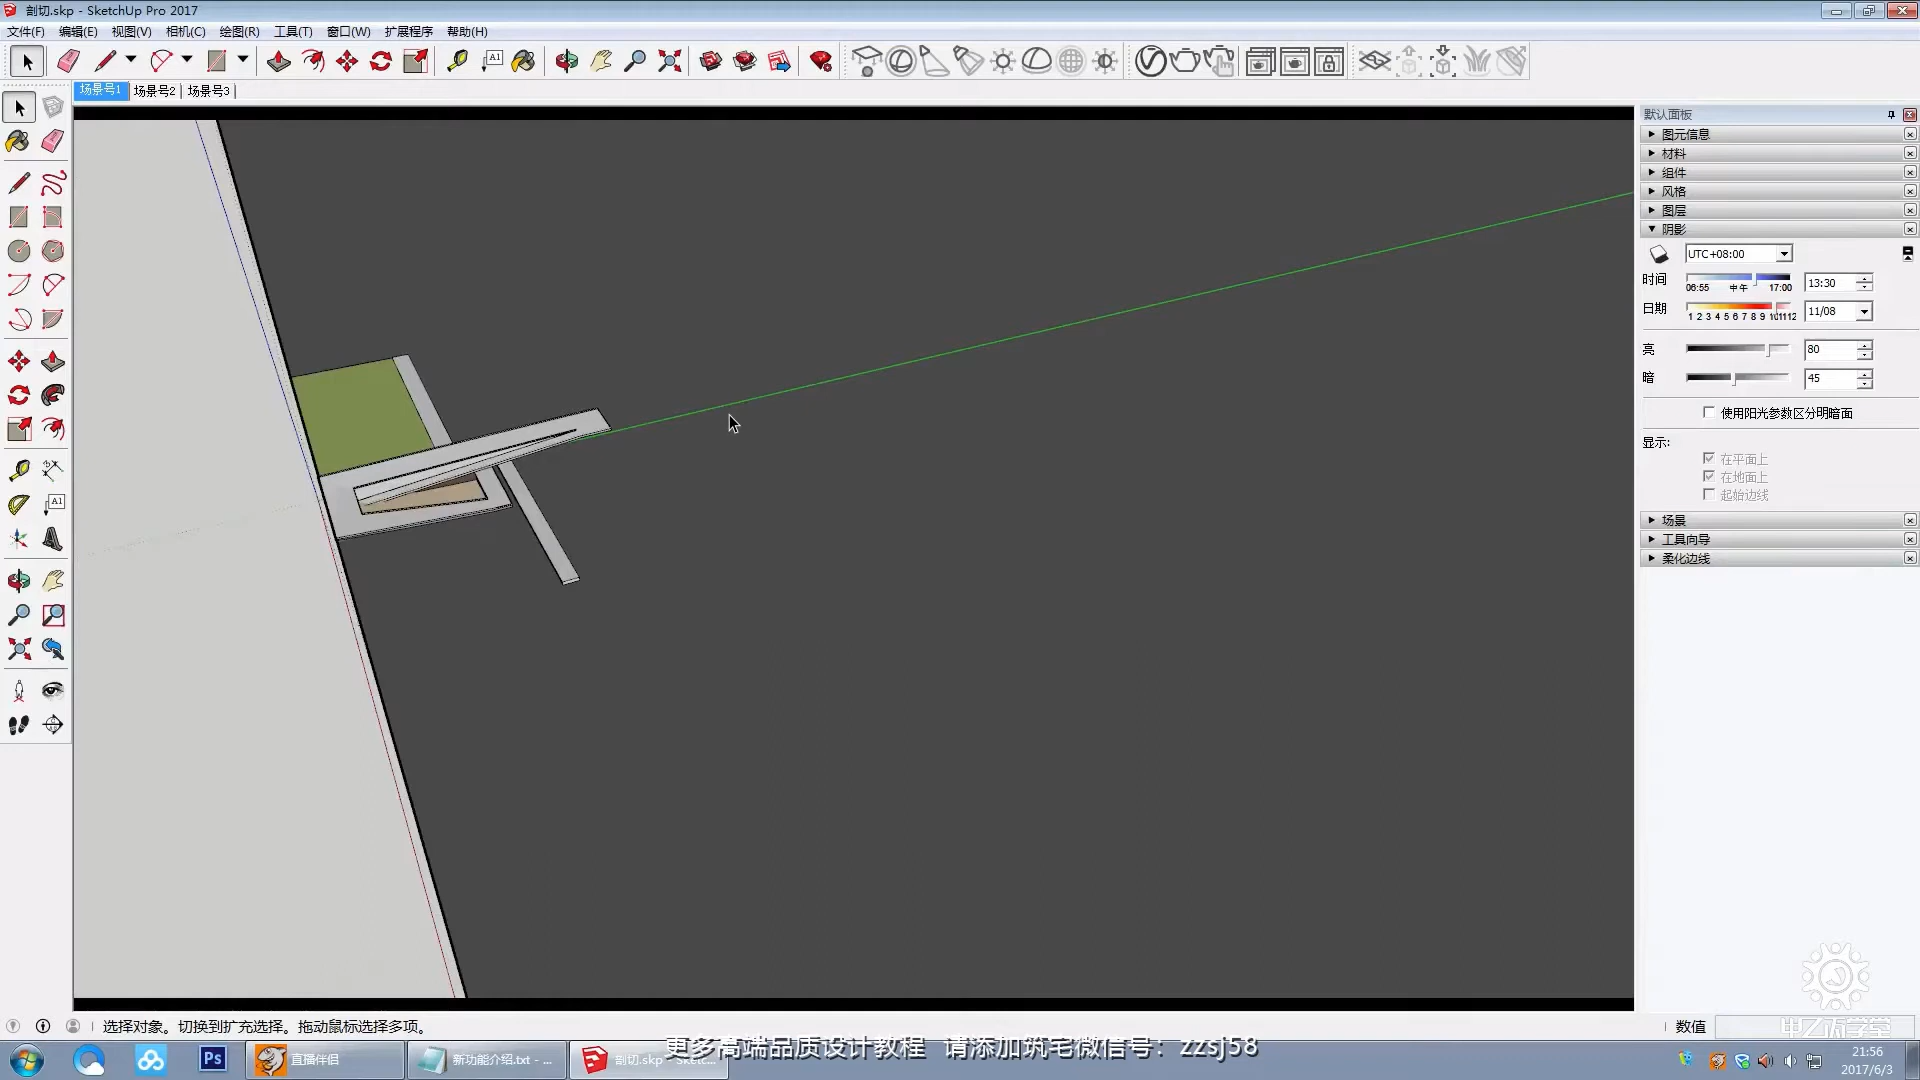 剖切.skp - SketchUp Pro 2017
文件(F) 编辑(E) 视图(V) 相机(C) 绘图(R) 工具(T) 窗口(W) 扩展程序 帮助(H)
A1
场景号1 场景号2 场景号3
默认面板
图元信息
材料
组件
风格
图层
阴影
UTC+08:00
时间
06:55 中午 17:00
13:30
日期
1 2 3 4 5 6 7 8 9 10 11 12
11/08
亮
80
暗
45
使用阳光参数区分明暗面
显示:
在平面上
在地面上
起始边线
场景
工具向导
柔化边线
A1
选择对象。切换到扩充选择。拖动鼠标选择多项。
数值
Ps
直播伴侣
新功能介绍.txt - ...
剖切.skp - Sketc...
更多高端品质设计教程 请添加筑宅微信号：zzsj58
21:56
2017/6/3